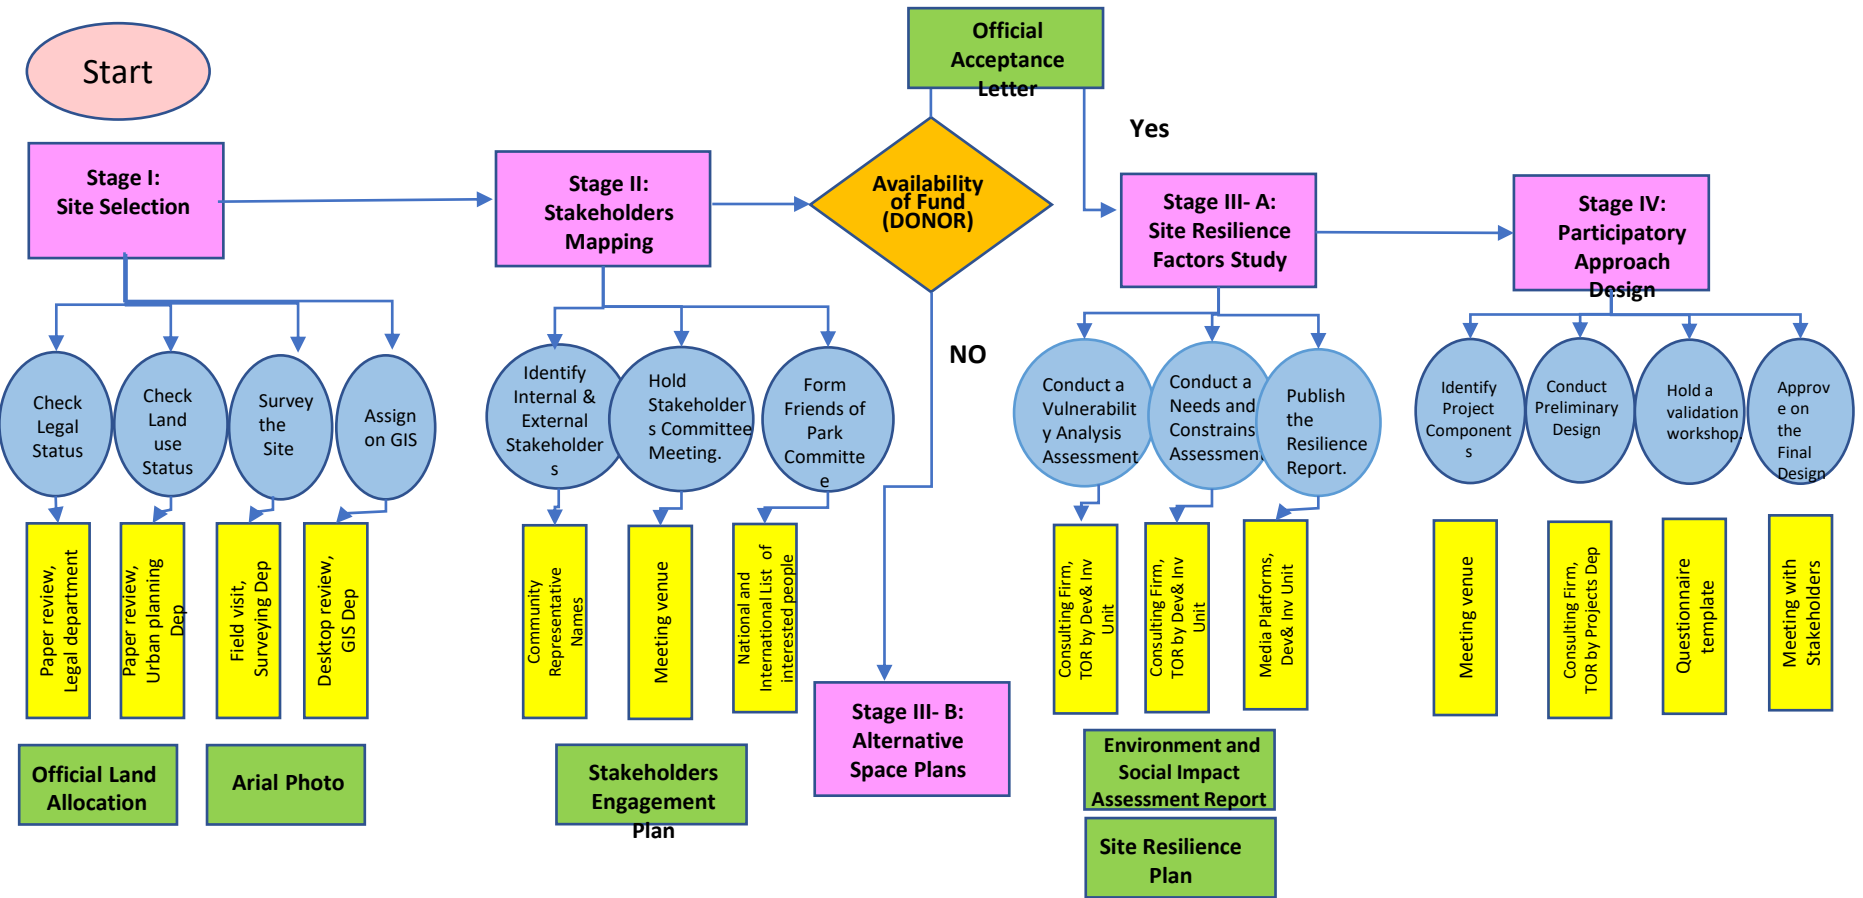 Start
Official
Acceptance
Letter
Yes
Stage I:
Site Selection
Stage II:
Stakeholders
Mapping
Availability
of Fund
(DONOR)
Stage III- A:
Site Resilience
Factors Study
Stage IV:
Participatory
Approach
Design
NO
Check
Legal
Status
Check
Land
use
Status
Survey
the
Site
Assign
on GIS
Identify
Internal &
External
Stakeholder
s
Hold
Stakeholder
s Committee
Meeting.
Form
Friends of
Park
Committe
e
Conduct a
Vulnerabilit
y Analysis
Assessment
Conduct a
Needs and
Constrains
Assessment
Publish
the
Resilience
Report.
Identify
Project
Component
s
Conduct
Preliminary
Design
Hold a
validation
workshop.
Approv
e on
the
Final
Design
Paper review,
Legal department
Paper review,
Urban planning
Dep
Field visit,
Surveying Dep
Desktop review,
GIS Dep
Community
Representative
Names
Meeting venue
National and
International List of
interested people
Consulting Firm,
TOR by Dev& Inv
Unit
Consulting Firm,
TOR by Dev& Inv
Unit
Media Platforms,
Dev& Inv Unit
Meeting venue
Consulting Firm,
TOR by Projects Dep
Questionnaire
template
Meeting with
Stakeholders
Official Land
Allocation
Arial Photo
Stakeholders
Engagement
Plan
Stage III- B:
Alternative
Space Plans
Environment and
Social Impact
Assessment Report
Site Resilience
Plan